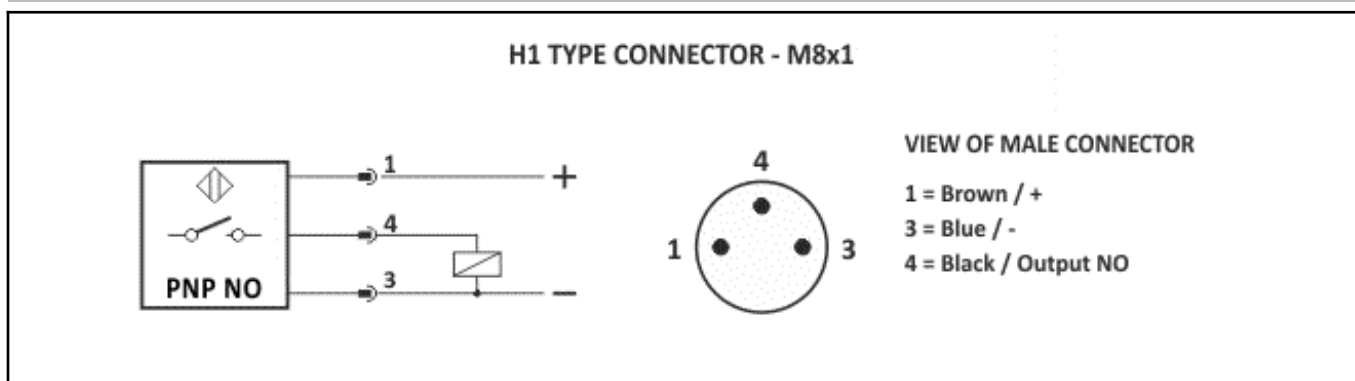 H1 TYPE CONNECTOR - M8x1
1
+
4
3
−
PNP NO
4
1
3
VIEW OF MALE CONNECTOR
1 = Brown / +
3 = Blue / -
4 = Black / Output NO